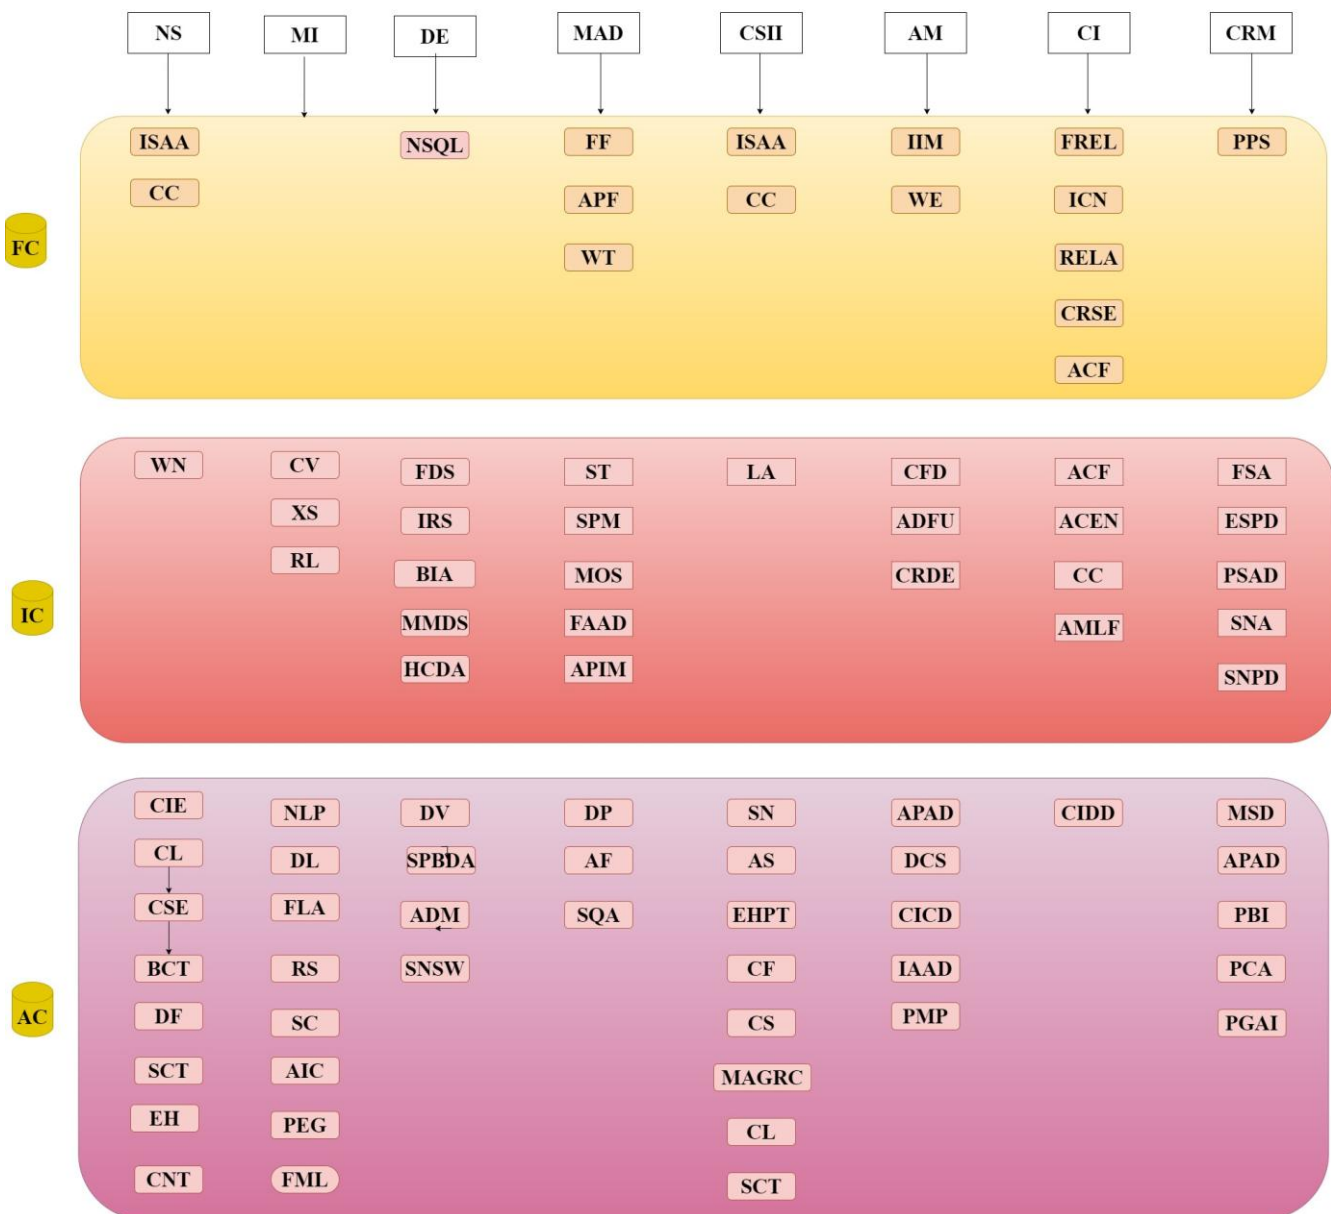 NS MI DE MAD CSII AM CI CRM
ISAA NSQL FF ISAA IIM FREL PPS
CC APF CC WE ICN
FC WT RELA
CRSE
ACF
WN CV FDS ST LA CFD ACF FSA
XS IRS SPM ADFU ACEN ESPD
RL BIA MOS CRDE CC PSAD
IC MMDS FAAD AMLF SNA
HCDA APIM SNPD
CIE NLP DV DP SN APAD CIDD MSD
CL DL SPBDA AF AS DCS APAD
CSE FLA ADM SQA EHPT CICD PBI
BCT RS SNSW CF IAAD PCA
AC DF SC CS PMP PGAI
SCT AIC MAGRC
EH PEG CL
CNT FML SCT